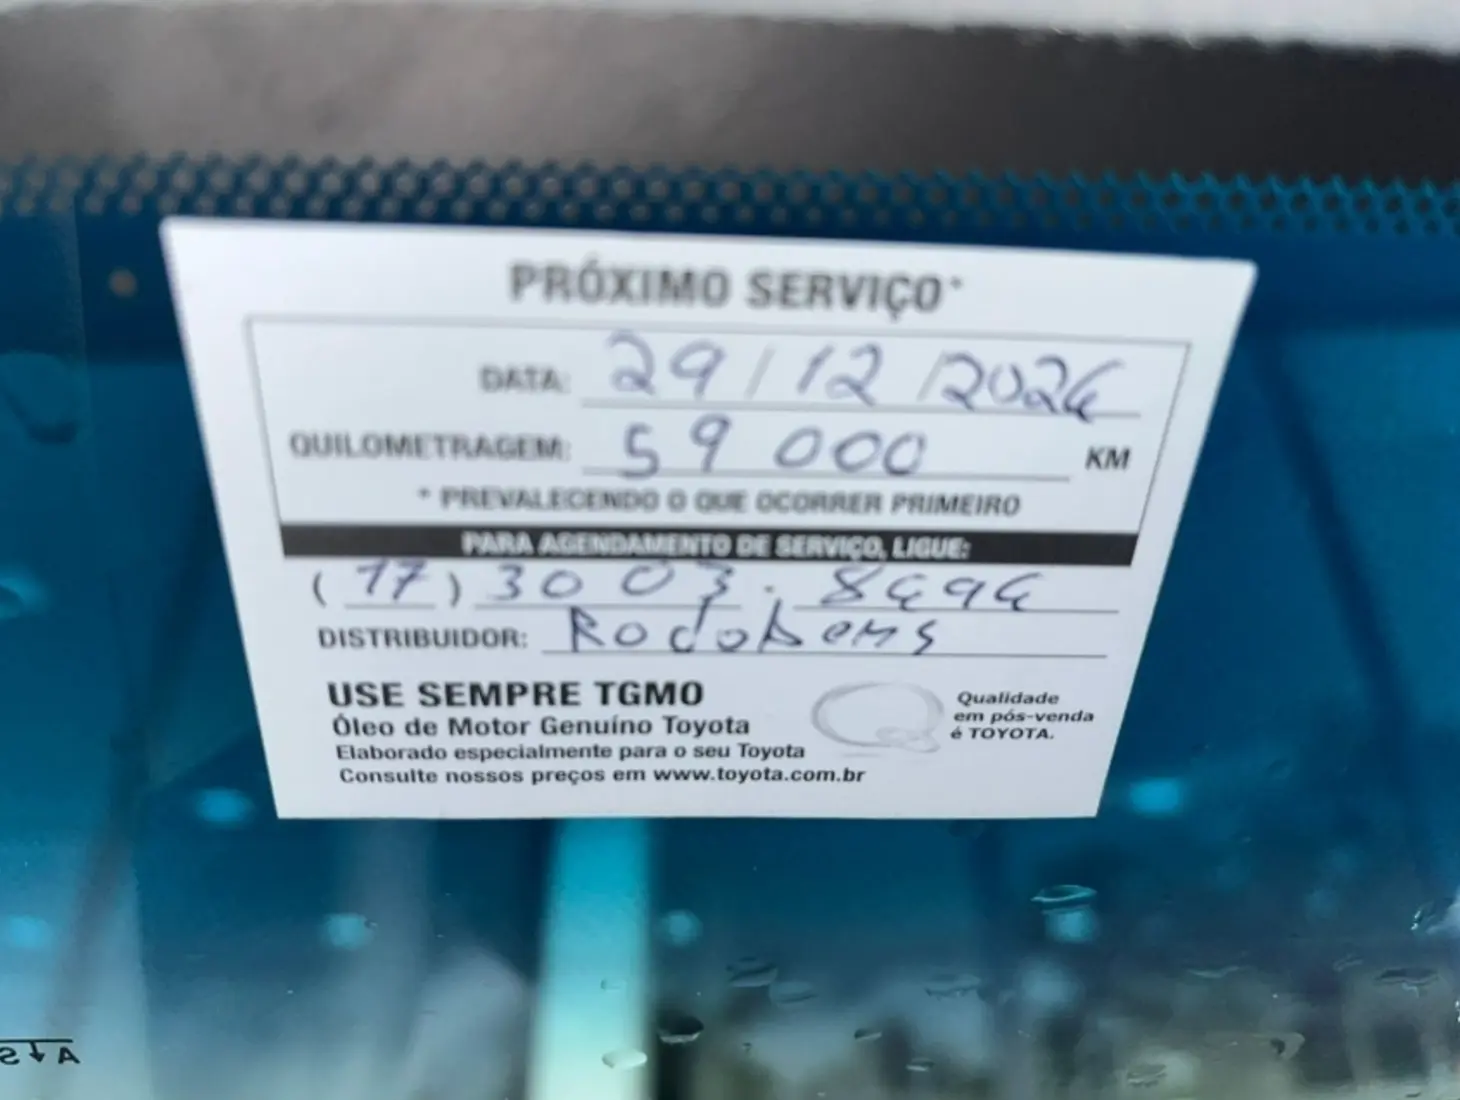 PRÓXIMO SERVIÇO*
DATA: 29/12/2024
QUILOMETRAGEM: 59 000 KM
* PREVALECENDO O QUE OCORRER PRIMEIRO
PARA AGENDAMENTO DE SERVIÇO, LIGUE:
(17) 3003.8494
DISTRIBUIDOR: Rodobens
USE SEMPRE TGMO
Óleo de Motor Genuíno Toyota
Elaborado especialmente para o seu Toyota
Consulte nossos preços em www.toyota.com.br
Qualidade
em pós-venda
é TOYOTA.